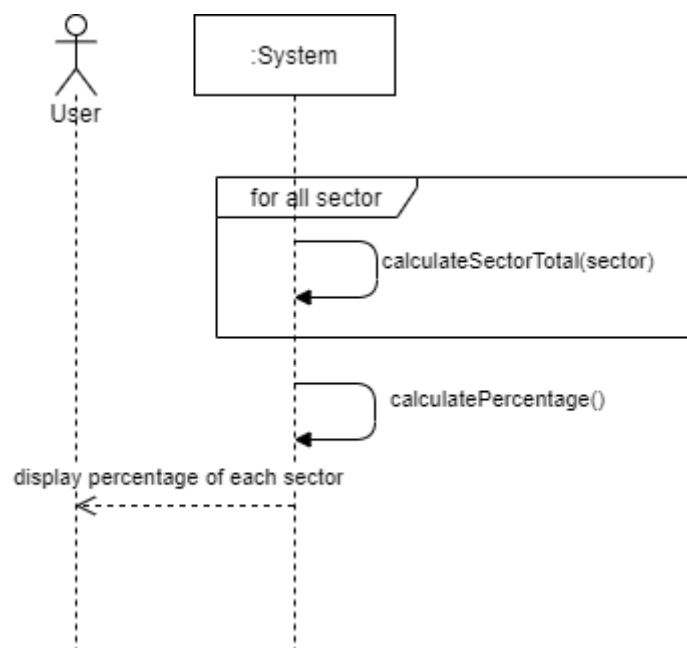 :System
User
for all sector
calculateSectorTotal(sector)
calculatePercentage()
display percentage of each sector